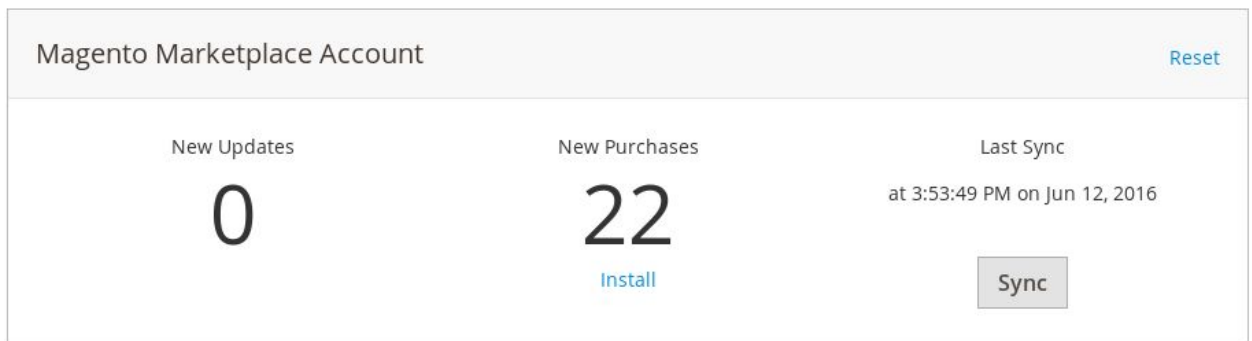 Magento Marketplace Account
Reset
New Updates
0
New Purchases
22
Install
Last Sync
at 3:53:49 PM on Jun 12, 2016
Sync